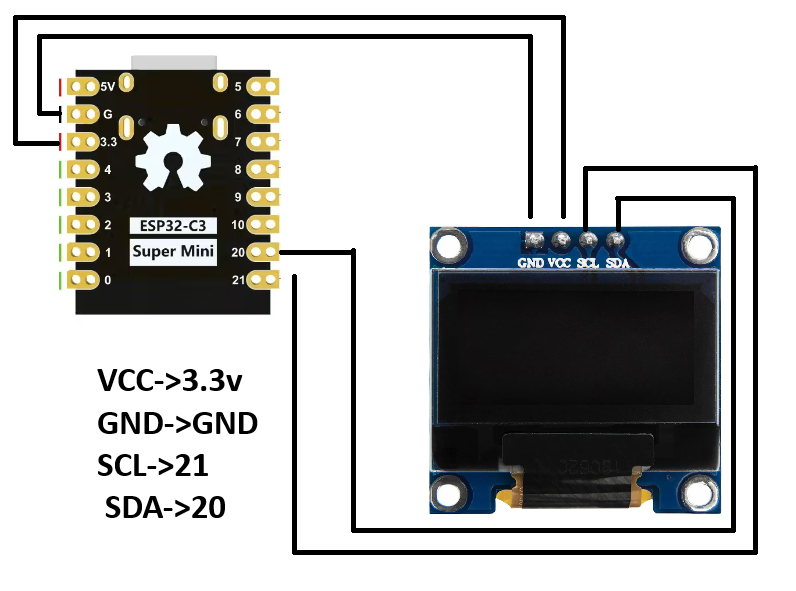 5V
G
3.3
4
3
2
1
0
5
6
7
8
9
10
20
21
ESP32-C3
Super Mini
GND VCC SCL SDA
VCC->3.3v
GND->GND
SCL->21
SDA->20